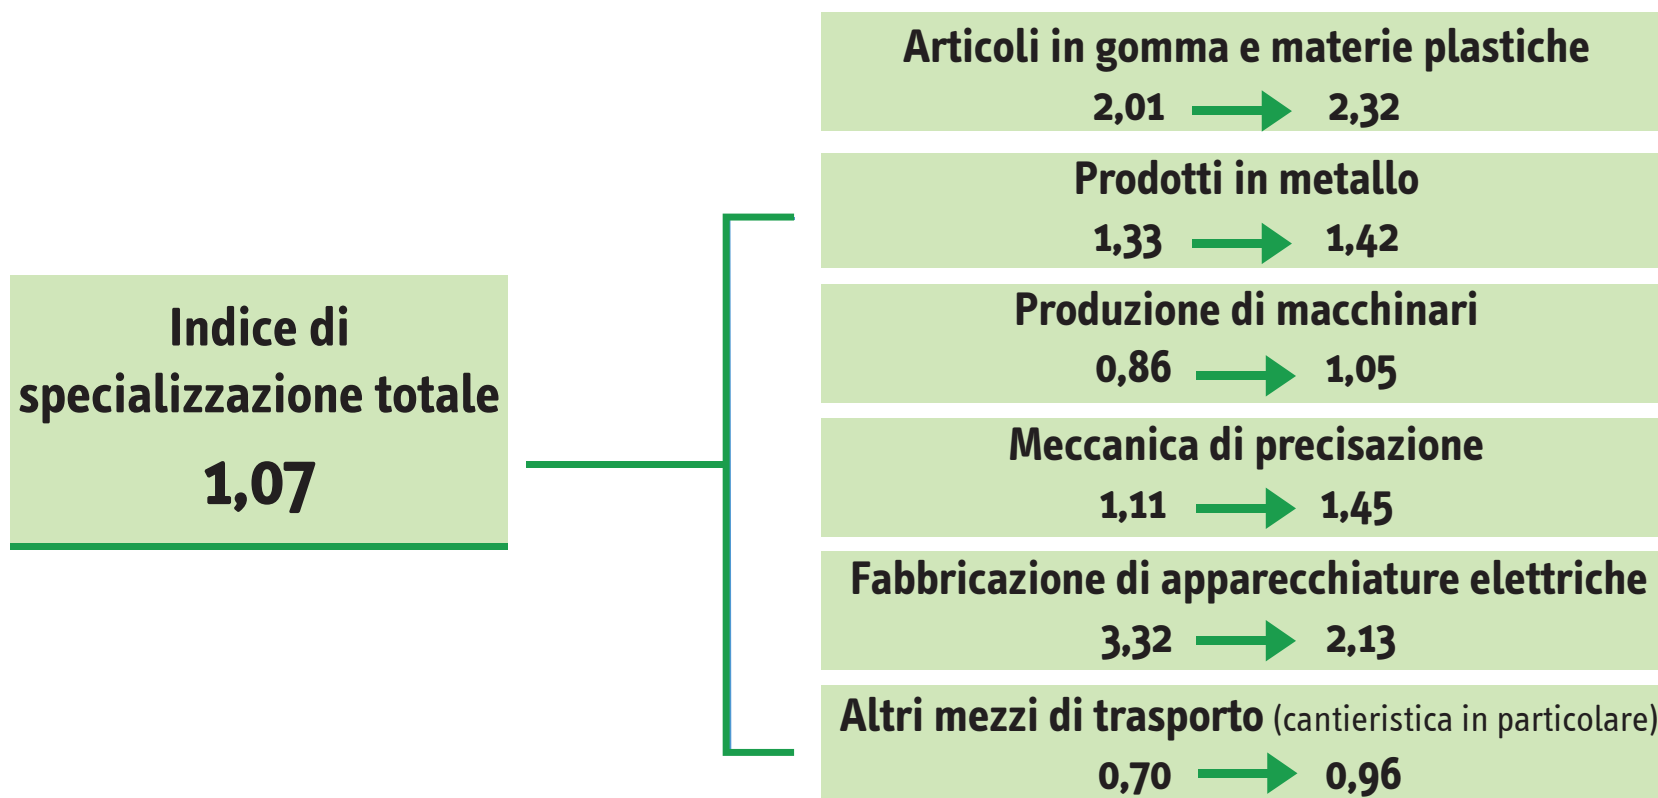 Indice di
specializzazione totale
1,07
Articoli in gomma e materie plastiche
2,01 2,32
Prodotti in metallo
1,33 1,42
Produzione di macchinari
0,86 1,05
Meccanica di precisazione
1,11 1,45
Fabbricazione di apparecchiature elettriche
3,32 2,13
Altri mezzi di trasporto (cantieristica in particolare)
0,70 0,96